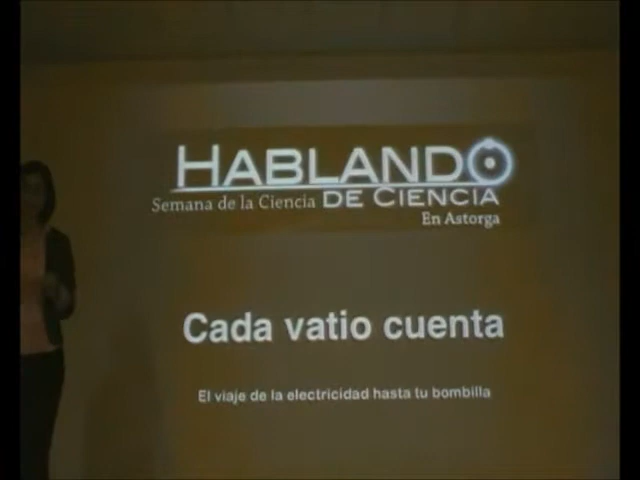 HABLANDO
Semana de la Ciencia DE CIENCIA
En Astorga
Cada vatio cuenta
El viaje de la electricidad hasta tu bombilla